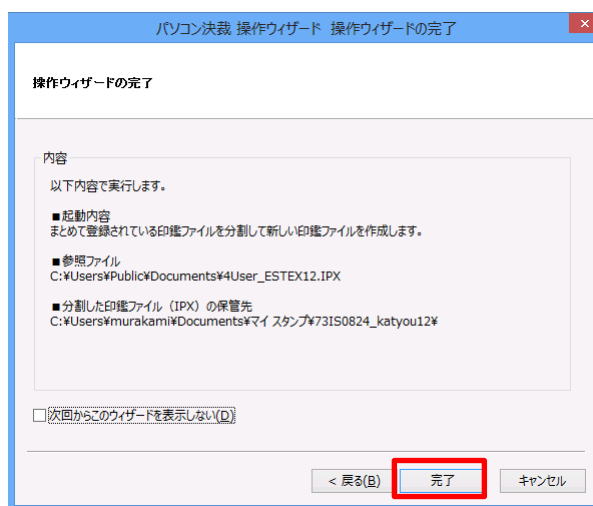 パソコン決裁 操作ウィザード 操作ウィザードの完了
操作ウィザードの完了
内容
以下内容で実行します。
■起動内容
まとめて登録されている印鑑ファイルを分割して新しい印鑑ファイルを作成します。
■参照ファイル
C:¥Users¥Public¥Documents¥4User_ESTEX12.IPX
■分割した印鑑ファイル（IPX）の保管先
C:¥Users¥murakami¥Documents¥マイ スタンプ¥73IS0824_katyou12¥
次回からこのウィザードを表示しない(D)
< 戻る(B) 完了 キャンセル